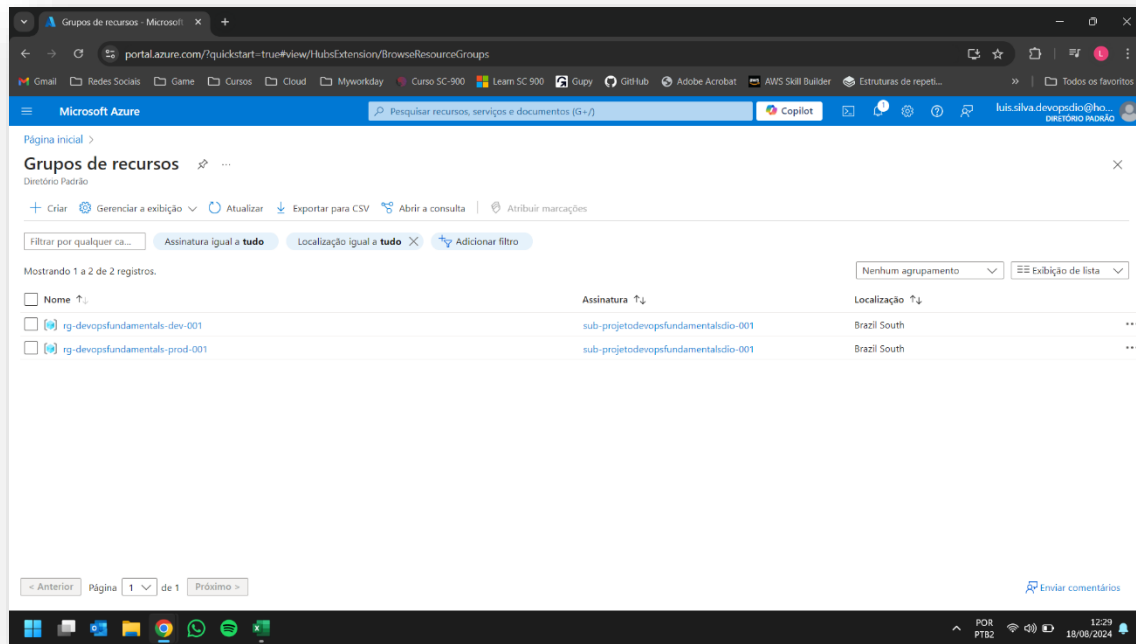 Grupos de recursos - Microsoft
portal.azure.com/?quickstart=true#view/HubsExtension/BrowseResourceGroups
Gmail Redes Sociais Game Cursos Cloud Myworkday Curso SC-900 Learn SC 900 Gupy GitHub Adobe Acrobat AWS Skill Builder Estruturas de repeti... » Todos os favoritos
L
Microsoft Azure
Pesquisar recursos, serviços e documentos (G+/)
Copilot
1
luis.silva.devopsdio@ho...
DIRETÓRIO PADRÃO
Página inicial >
Grupos de recursos ...
Diretório Padrão
+ Criar Gerenciar a exibição Atualizar Exportar para CSV Abrir a consulta Atribuir marcações
Filtrar por qualquer ca... Assinatura igual a tudo Localização igual a tudo Adicionar filtro
Mostrando 1 a 2 de 2 registros.
Nenhum agrupamento Exibição de lista
Nome ↑↓ Assinatura ↑↓ Localização ↑↓
rg-devopsfundamentals-dev-001 sub-projetodevopsfundamentalsdio-001 Brazil South ...
rg-devopsfundamentals-prod-001 sub-projetodevopsfundamentalsdio-001 Brazil South ...
< Anterior Página 1 de 1 Próximo >
Enviar comentários
POR
PTB2
12:29
18/08/2024